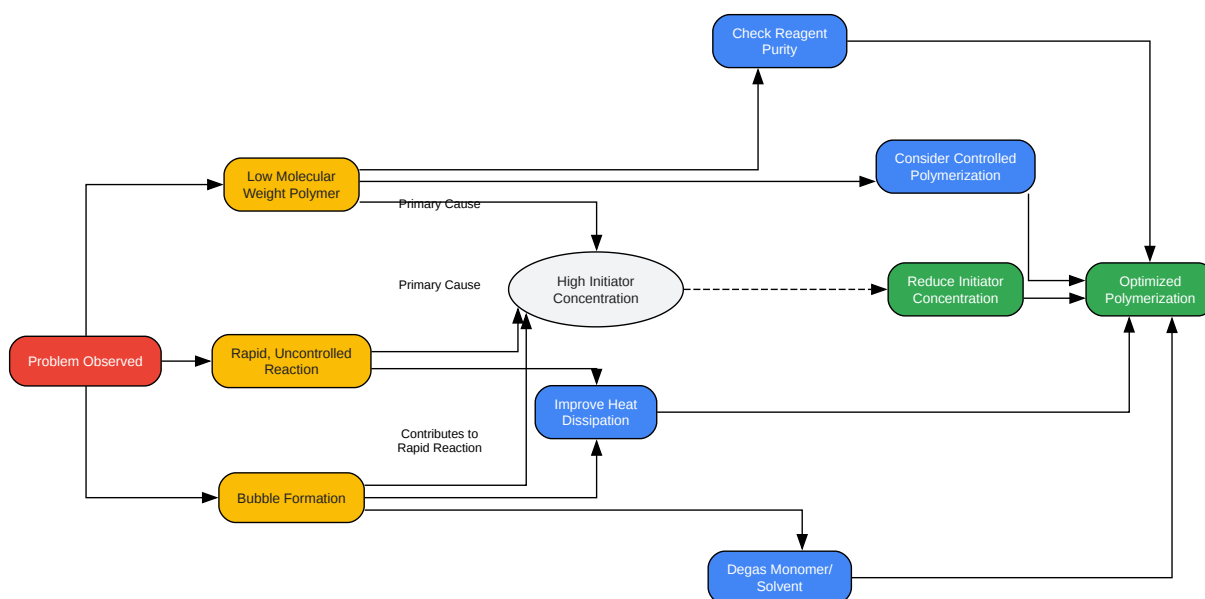 Check Reagent
Purity
Low Molecular
Weight Polymer
Consider Controlled
Polymerization
Primary Cause
High Initiator
Concentration
Primary Cause
Reduce Initiator
Concentration
Optimized
Polymerization
Problem Observed
Rapid, Uncontrolled
Reaction
Improve Heat
Dissipation
Contributes to
Rapid Reaction
Bubble Formation
Degas Monomer/
Solvent